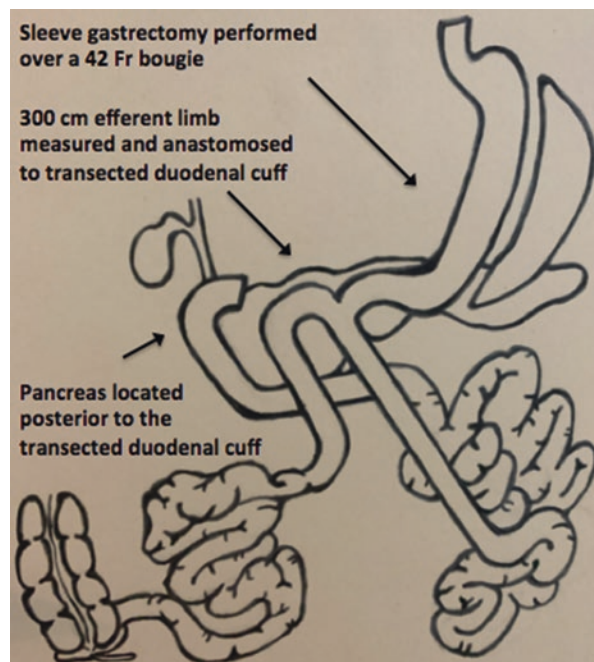 Sleeve gastrectomy performed
over a 42 Fr bougie
300 cm efferent limb
measured and anastomosed
to transected duodenal cuff
Pancreas located
posterior to the
transected duodenal cuff